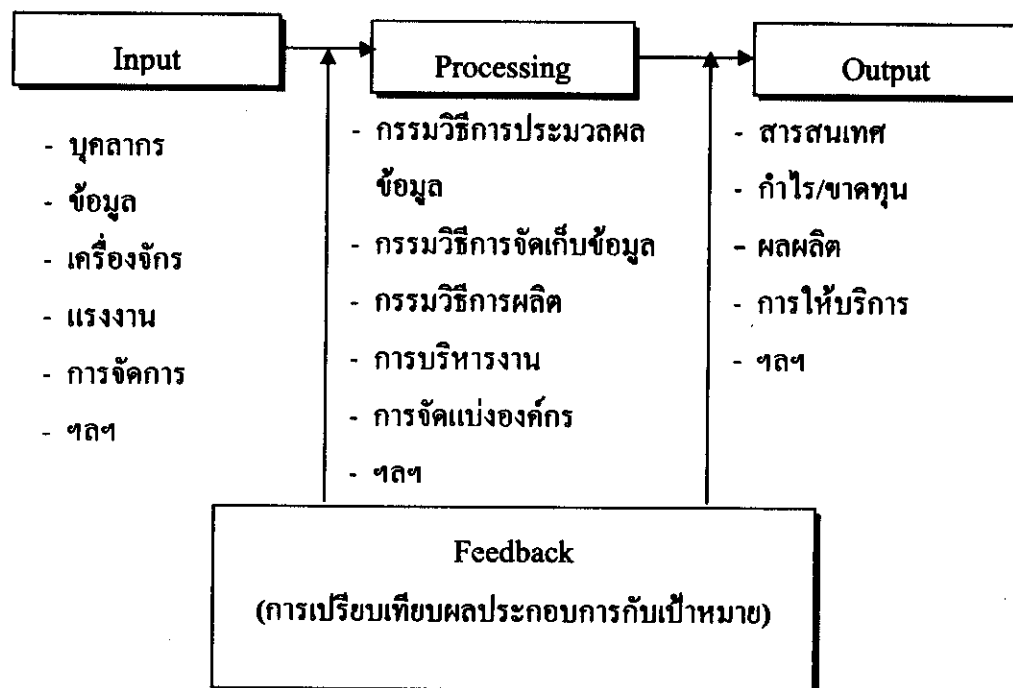 Input
- บุคลากร
- ข้อมูล
- เครื่องจักร
- แรงงาน
- การจัดการ
- ฯลฯ
Processing
- กรรมวิธีการประมวลผล
ข้อมูล
- กรรมวิธีการจัดเก็บข้อมูล
- กรรมวิธีการผลิต
- การบริหารงาน
- การจัดแบ่งองค์กร
- ฯลฯ
Output
- สารสนเทศ
- กำไร/ขาดทุน
- ผลผลิต
- การให้บริการ
- ฯลฯ
Feedback
(การเปรียบเทียบผลประกอบการกับเป้าหมาย)